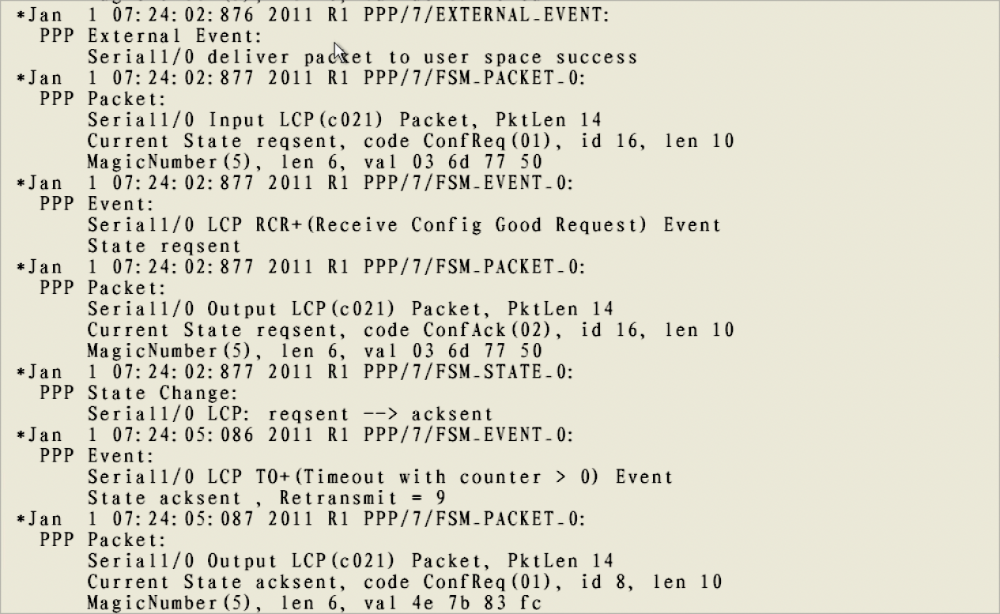 *Jan  1 07:24:02:876 2011 R1 PPP/7/EXTERNAL_EVENT:
PPP External Event:
Serial1/0 deliver packet to user space success
*Jan  1 07:24:02:877 2011 R1 PPP/7/FSM_PACKET_0:
PPP Packet:
Serial1/0 Input LCP(c021) Packet, PktLen 14
Current State reqsent, code ConfReq(01), id 16, len 10
MagicNumber(5), len 6, val 03 6d 77 50
*Jan  1 07:24:02:877 2011 R1 PPP/7/FSM_EVENT_0:
PPP Event:
Serial1/0 LCP RCR+(Receive Config Good Request) Event
State reqsent
*Jan  1 07:24:02:877 2011 R1 PPP/7/FSM_PACKET_0:
PPP Packet:
Serial1/0 Output LCP(c021) Packet, PktLen 14
Current State reqsent, code ConfAck(02), id 16, len 10
MagicNumber(5), len 6, val 03 6d 77 50
*Jan  1 07:24:02:877 2011 R1 PPP/7/FSM_STATE_0:
PPP State Change:
Serial1/0 LCP: reqsent --> acksent
*Jan  1 07:24:05:086 2011 R1 PPP/7/FSM_EVENT_0:
PPP Event:
Serial1/0 LCP TO+(Timeout with counter > 0) Event
State acksent , Retransmit = 9
*Jan  1 07:24:05:087 2011 R1 PPP/7/FSM_PACKET_0:
PPP Packet:
Serial1/0 Output LCP(c021) Packet, PktLen 14
Current State acksent, code ConfReq(01), id 8, len 10
MagicNumber(5), len 6, val 4e 7b 83 fc